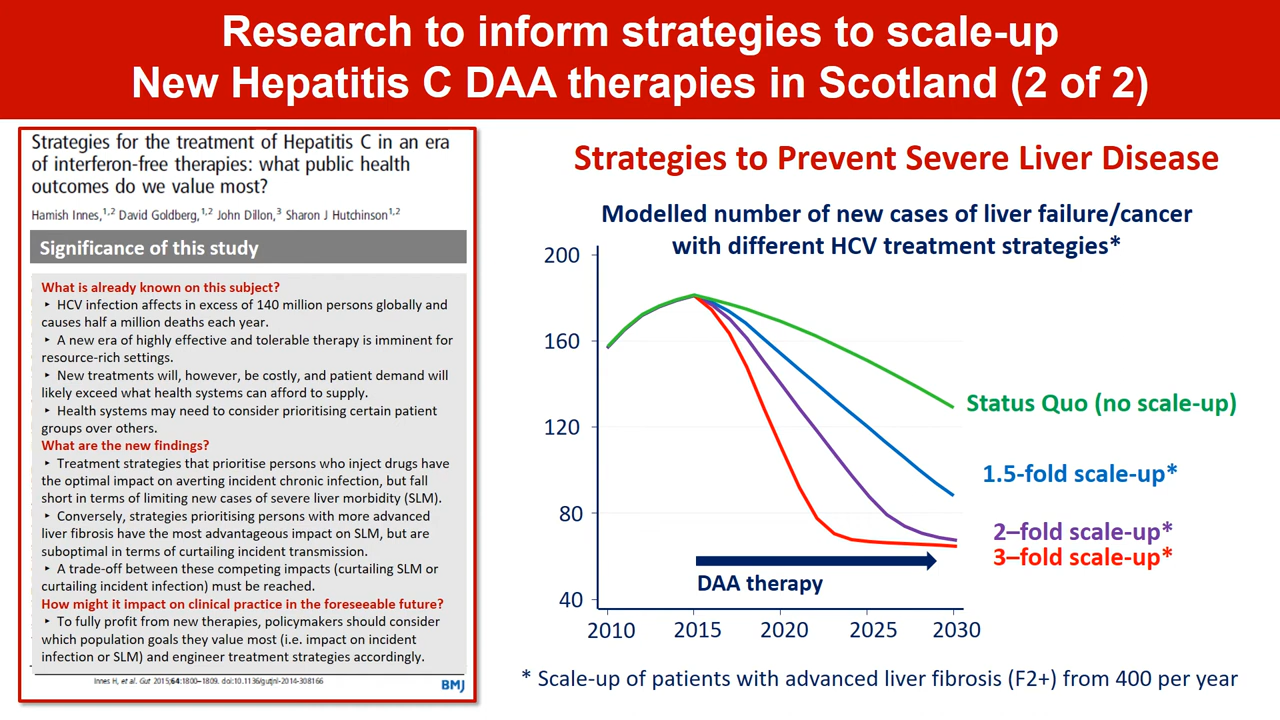 Research to inform strategies to scale-up
New Hepatitis C DAA therapies in Scotland (2 of 2)
Strategies for the treatment of Hepatitis C in an era
of interferon-free therapies: what public health
outcomes do we value most?
Hamish Innes,1,2 David Goldberg,1,2 John Dillon,3 Sharon J Hutchinson1,2
Significance of this study
What is already known on this subject?
‣ HCV infection affects in excess of 140 million persons globally and
causes half a million deaths each year.
‣ A new era of highly effective and tolerable therapy is imminent for
resource-rich settings.
‣ New treatments will, however, be costly, and patient demand will
likely exceed what health systems can afford to supply.
‣ Health systems may need to consider prioritising certain patient
groups over others.
What are the new findings?
‣ Treatment strategies that prioritise persons who inject drugs have
the optimal impact on averting incident chronic infection, but fall
short in terms of limiting new cases of severe liver morbidity (SLM).
‣ Conversely, strategies prioritising persons with more advanced
liver fibrosis have the most advantageous impact on SLM, but are
suboptimal in terms of curtailing incident transmission.
‣ A trade-off between these competing impacts (curtailing SLM or
curtailing incident infection) must be reached.
How might it impact on clinical practice in the foreseeable future?
‣ To fully profit from new therapies, policymakers should consider
which population goals they value most (i.e. impact on incident
infection or SLM) and engineer treatment strategies accordingly.
Innes H, et al. Gut 2015;64:1800–1809. doi:10.1136/gutjnl-2014-308166
BMJ
Strategies to Prevent Severe Liver Disease
Modelled number of new cases of liver failure/cancer
with different HCV treatment strategies*
200
160
120
80
40
Status Quo (no scale-up)
1.5-fold scale-up*
2–fold scale-up*
3–fold scale-up*
DAA therapy
2010 2015 2020 2025 2030
* Scale-up of patients with advanced liver fibrosis (F2+) from 400 per year